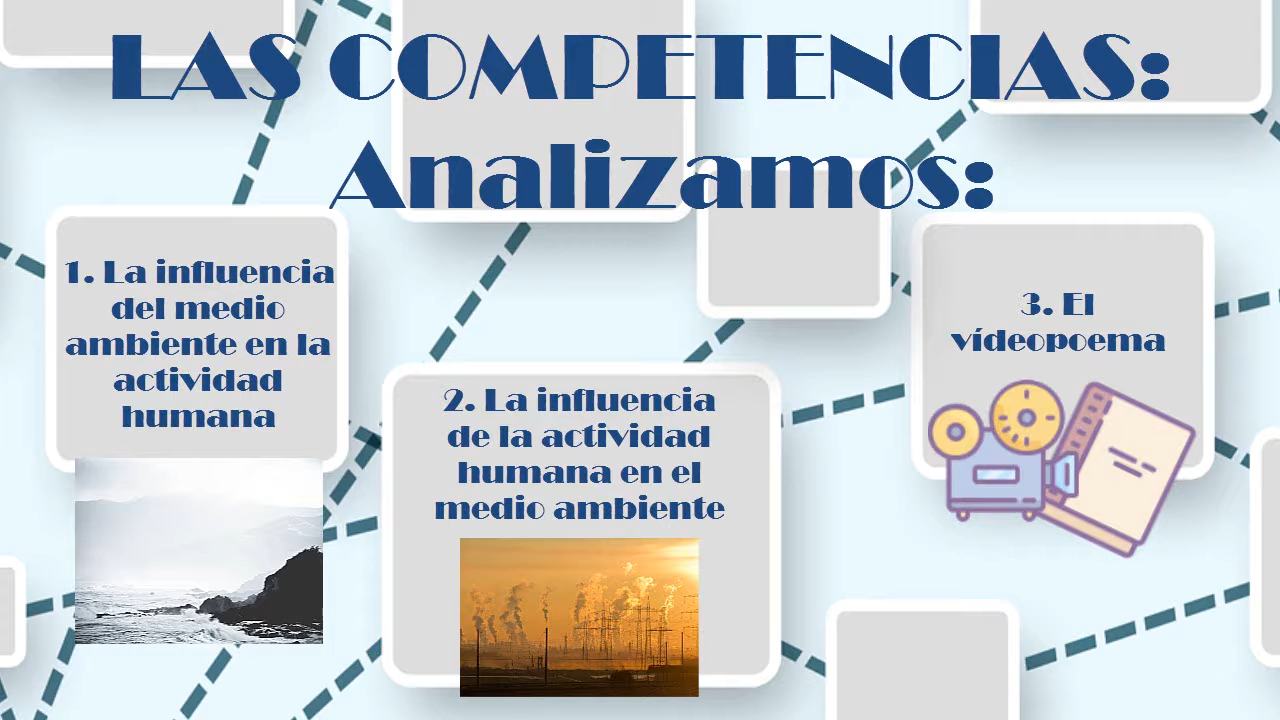 LAS COMPETENCIAS:
Analizamos:
1. La influencia
del medio
ambiente en la
actividad
humana
2. La influencia
de la actividad
humana en el
medio ambiente
3. El
vídeopoema